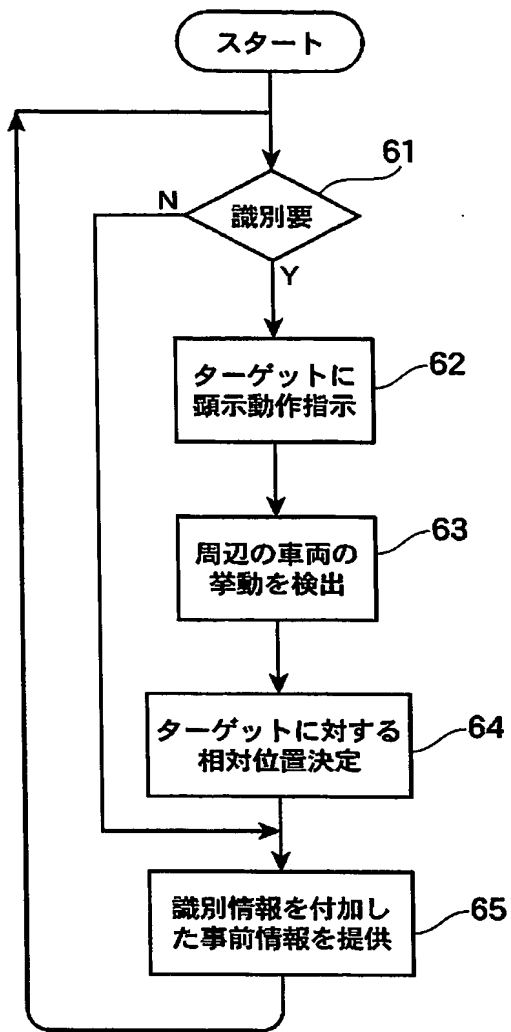 スタート
61
識別要
N
Y
ターゲットに
顕示動作指示
62
周辺の車両の
挙動を検出
63
ターゲットに対する
相対位置決定
64
識別情報を付加し
た事前情報を提供
65